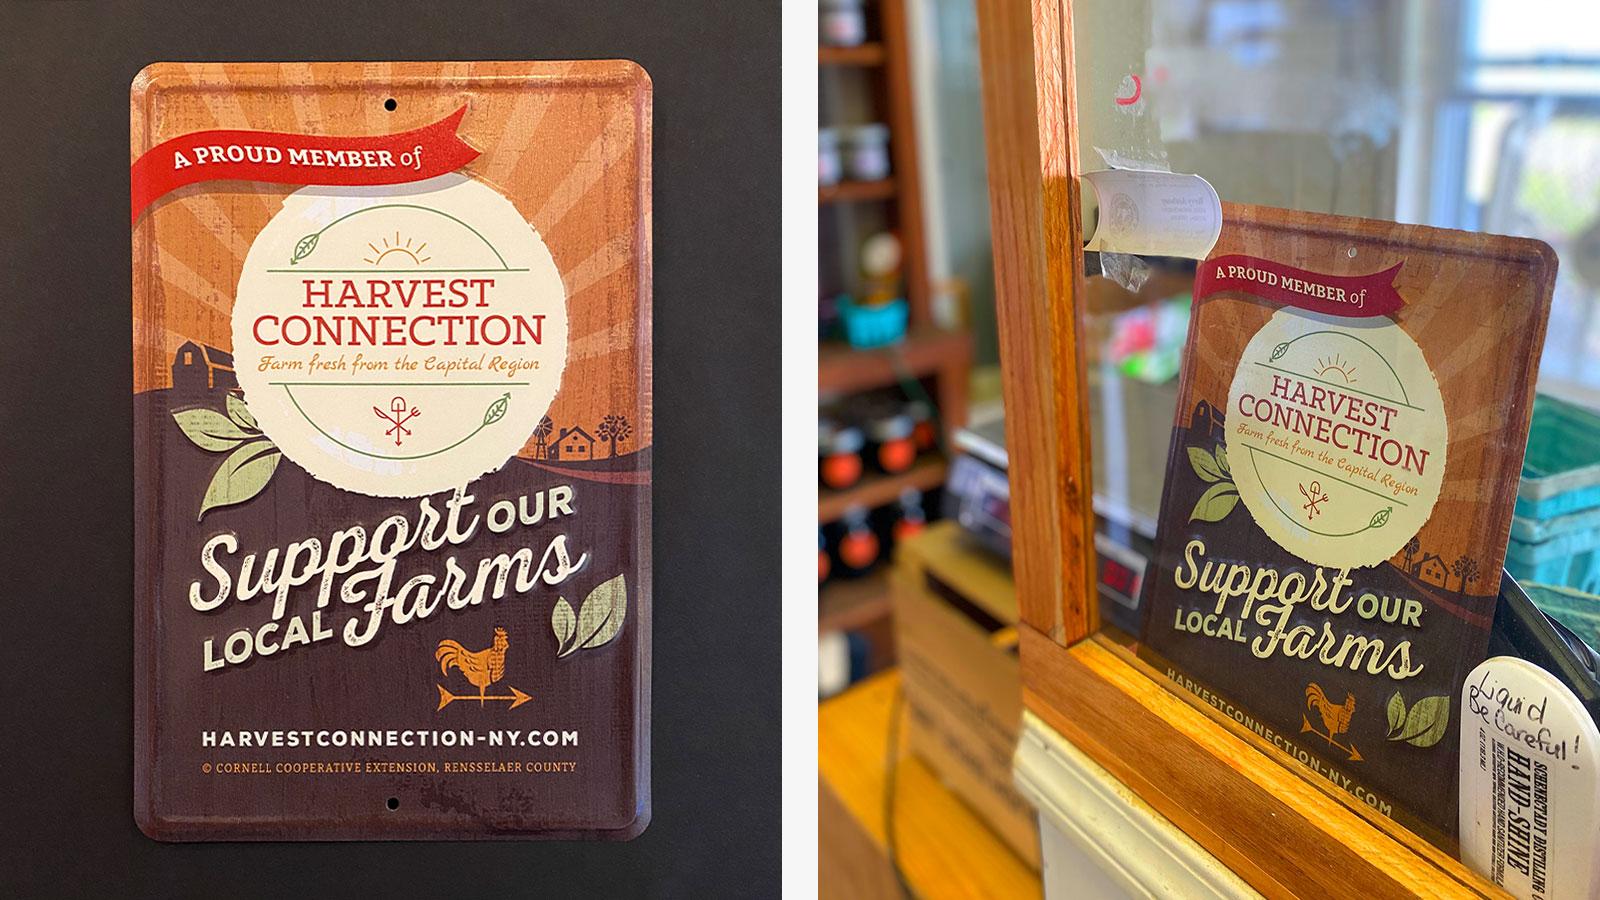 A PROUD MEMBER of
HARVEST
CONNECTION
Farm fresh from the Capital Region
Support OUR
LOCAL Farms
HARVESTCONNECTION-NY.COM
© CORNELL COOPERATIVE EXTENSION, RENSSELAER COUNTY
A PROUD MEMBER of
HARVEST
CONNECTION
Farm fresh from the Capital Region
Support OUR
LOCAL Farms
HARVESTCONNECTION-NY.COM
Liquid
Be Careful!
SCHENECTADY DISTILLING
HAND-SHINE